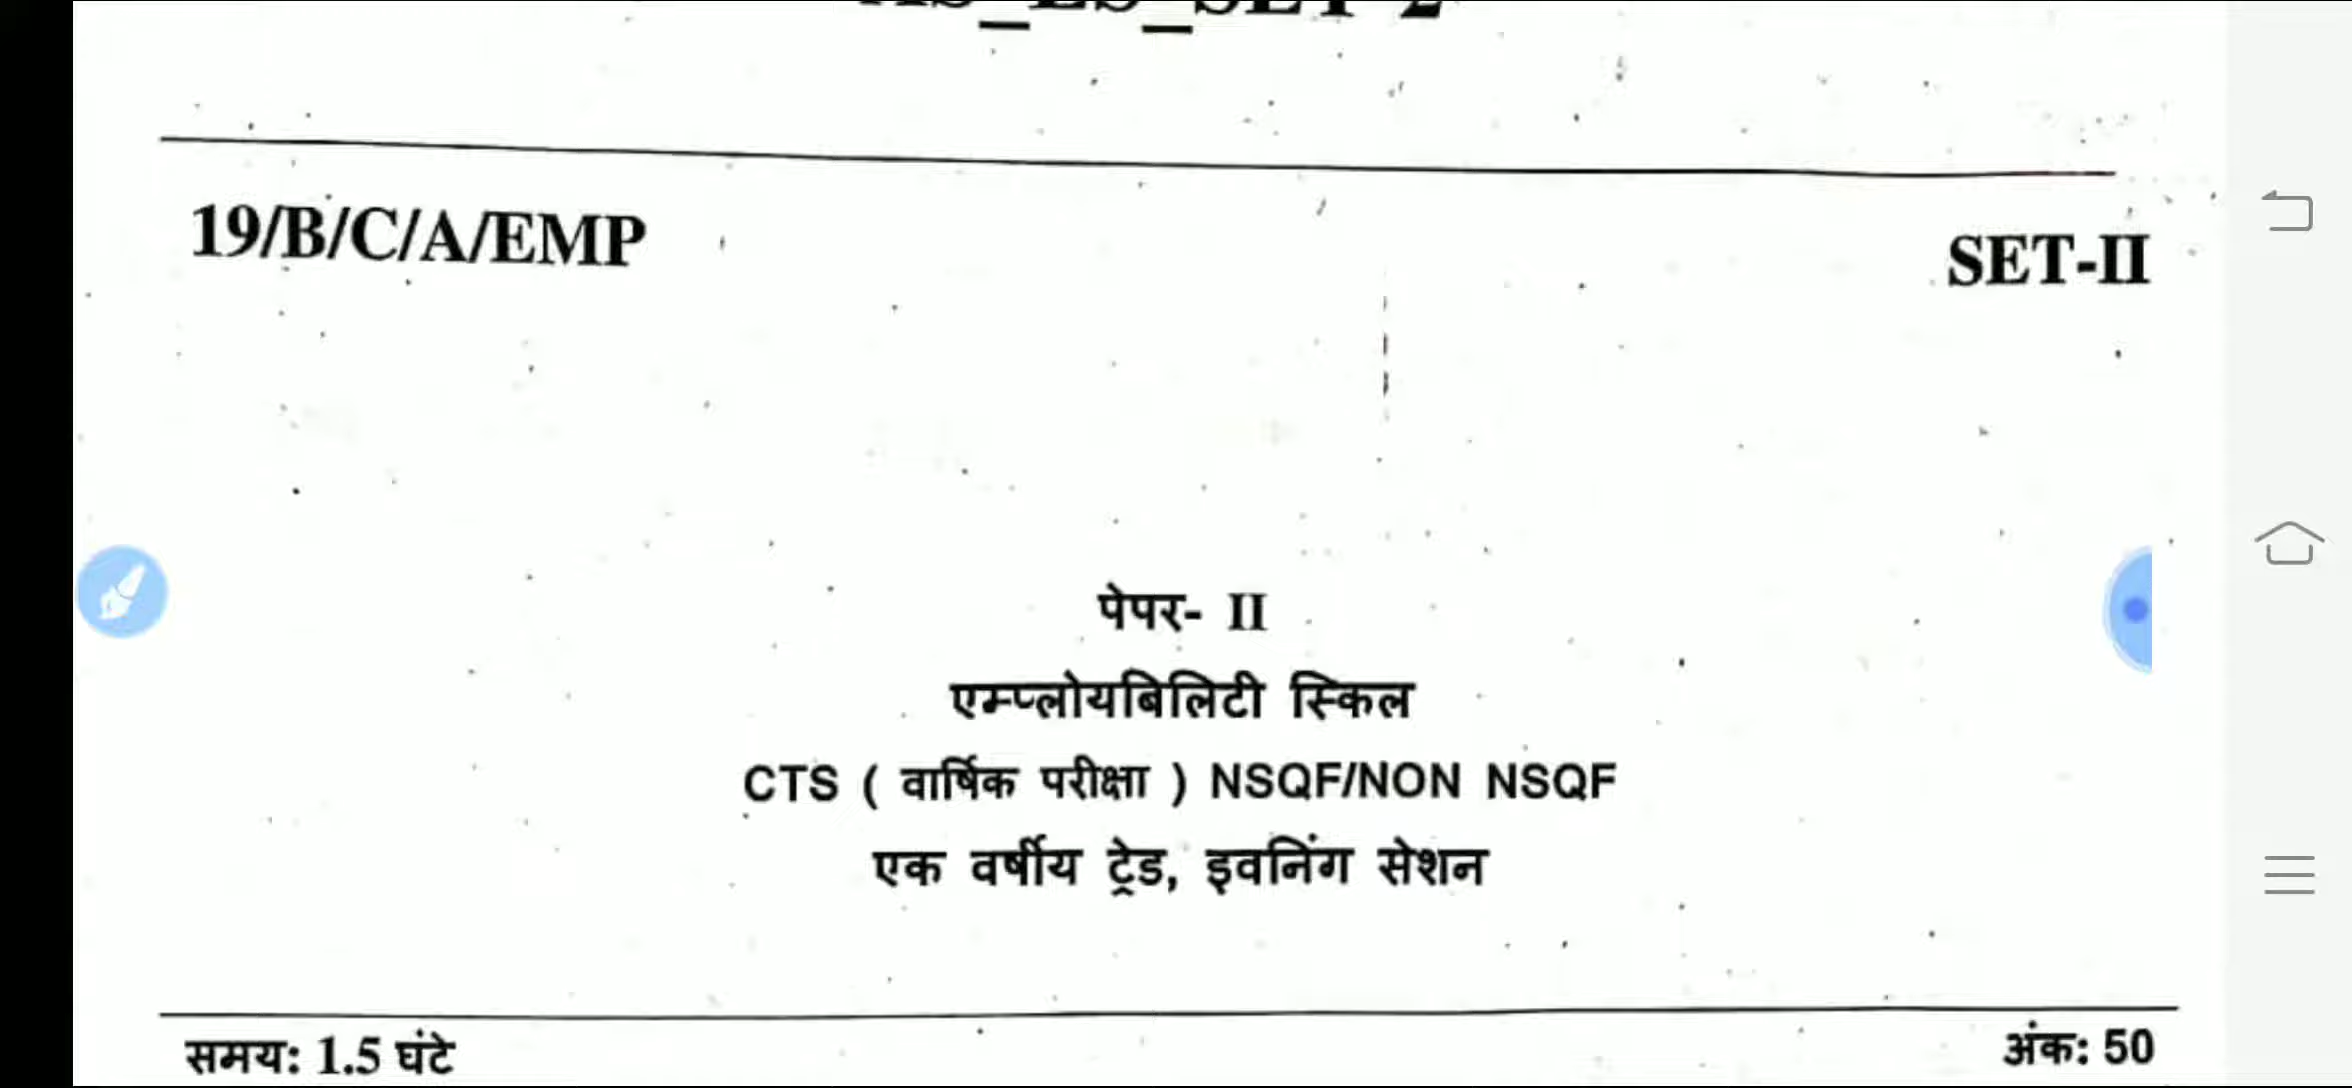 19/B/C/A/EMP
SET-II
पेपर- II
एम्प्लोयबिलिटी स्किल
CTS ( वार्षिक परीक्षा ) NSQF/NON NSQF
एक वर्षीय ट्रेड, इवनिंग सेशन
समय: 1.5 घंटे
अंक: 50